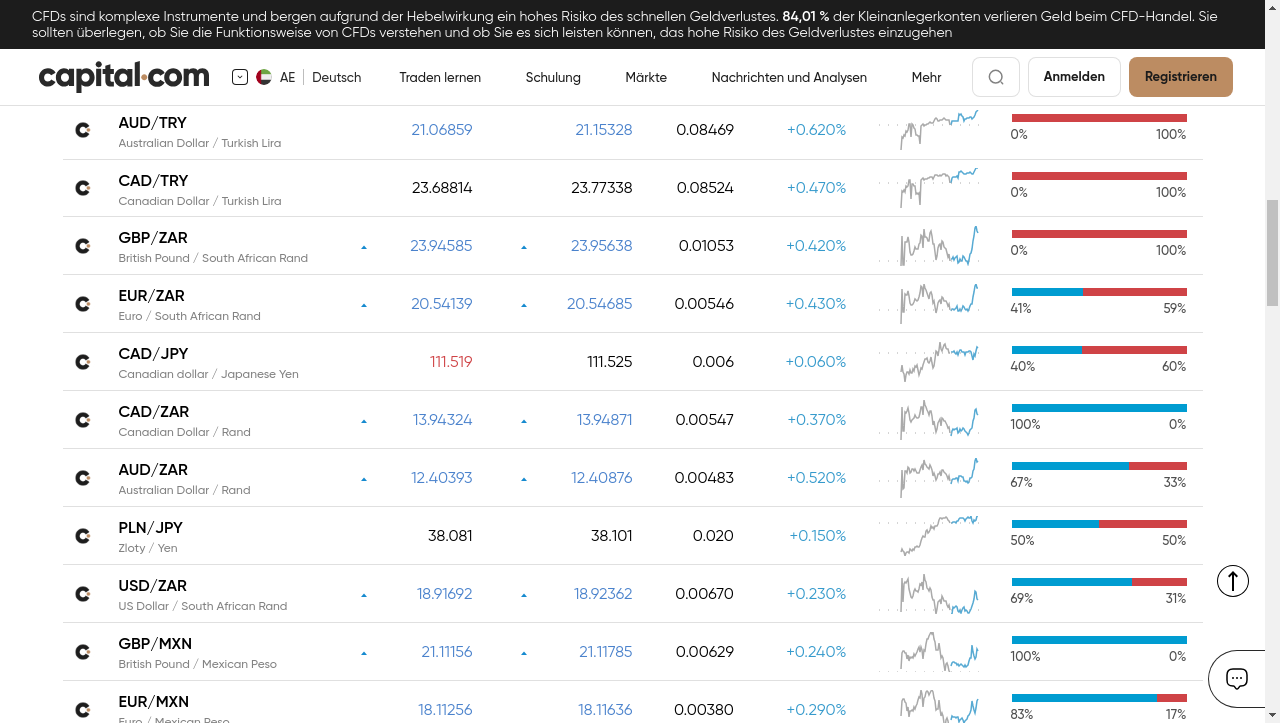 CFDs sind komplexe Instrumente und bergen aufgrund der Hebelwirkung ein hohes Risiko des schnellen Geldverlustes. 84,01 % der Kleinanlegerkonten verlieren Geld beim CFD-Handel. Sie
sollten überlegen, ob Sie die Funktionsweise von CFDs verstehen und ob Sie es sich leisten können, das hohe Risiko des Geldverlustes einzugehen
capital.com AE Deutsch Traden lernen Schulung Märkte Nachrichten und Analysen Mehr Anmelden Registrieren
AUD/TRY 21.06859 21.15328 0.08469 +0.620%
Australian Dollar / Turkish Lira 0% 100%
CAD/TRY 23.68814 23.77338 0.08524 +0.470%
Canadian Dollar / Turkish Lira 0% 100%
GBP/ZAR 23.94585 23.95638 0.01053 +0.420%
British Pound / South African Rand 0% 100%
EUR/ZAR 20.54139 20.54685 0.00546 +0.430%
Euro / South African Rand 41% 59%
CAD/JPY 111.519 111.525 0.006 +0.060%
Canadian dollar / Japanese Yen 40% 60%
CAD/ZAR 13.94324 13.94871 0.00547 +0.370%
Canadian Dollar / Rand 100% 0%
AUD/ZAR 12.40393 12.40876 0.00483 +0.520%
Australian Dollar / Rand 67% 33%
PLN/JPY 38.081 38.101 0.020 +0.150%
Zloty / Yen 50% 50%
USD/ZAR 18.91692 18.92362 0.00670 +0.230%
US Dollar / South African Rand 69% 31%
GBP/MXN 21.11156 21.11785 0.00629 +0.240%
British Pound / Mexican Peso 100% 0%
EUR/MXN 18.11256 18.11636 0.00380 +0.290%
Euro / Mexican Peso 83% 17%